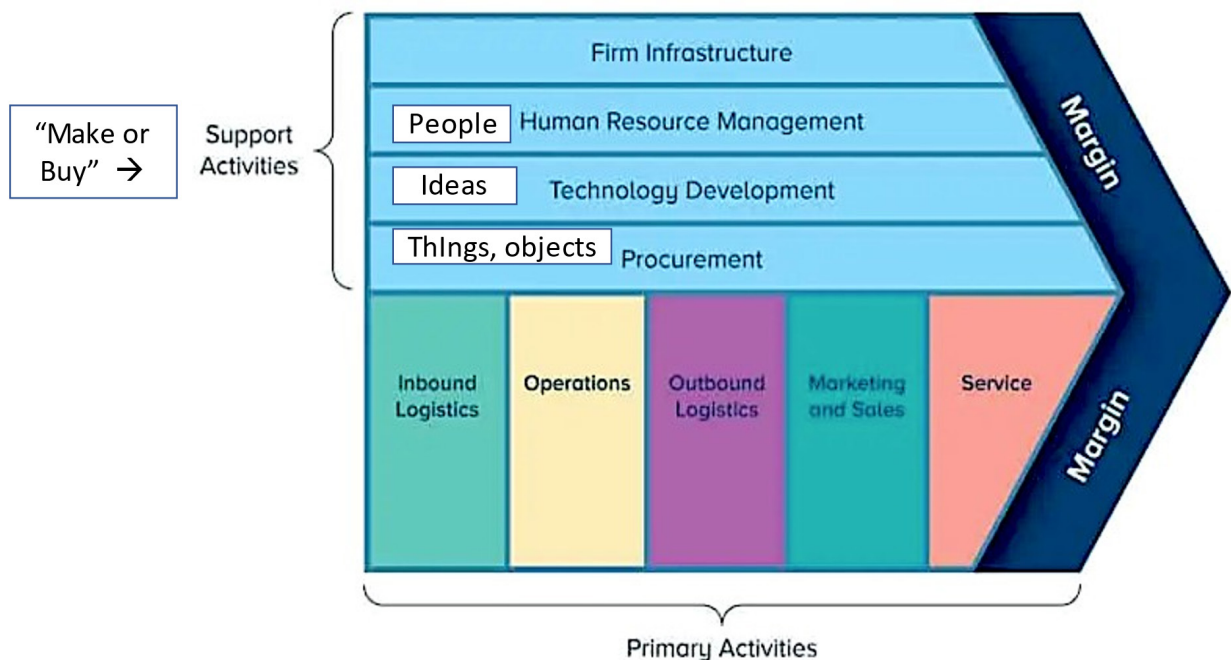 Firm Infrastructure
"Make or
Buy" →
Support
Activities
People
Human Resource Management
Ideas
Technology Development
ThIngs, objects
Procurement
Margin
Margin
Inbound
Logistics
Operations
Outbound
Logistics
Marketing
and Sales
Service
Primary Activities